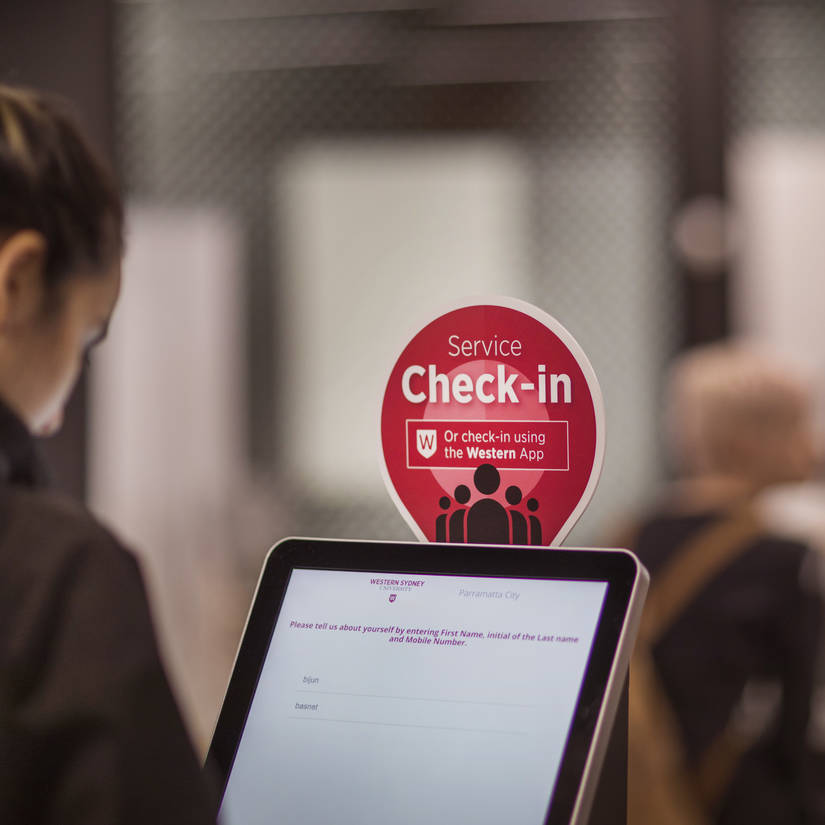 Service
Check-in
W
Or check-in using
the Western App
WESTERN SYDNEY
UNIVERSITY
W
Parramatta City
Please tell us about yourself by entering First Name, initial of the Last name
and Mobile Number.
bijun
basnet